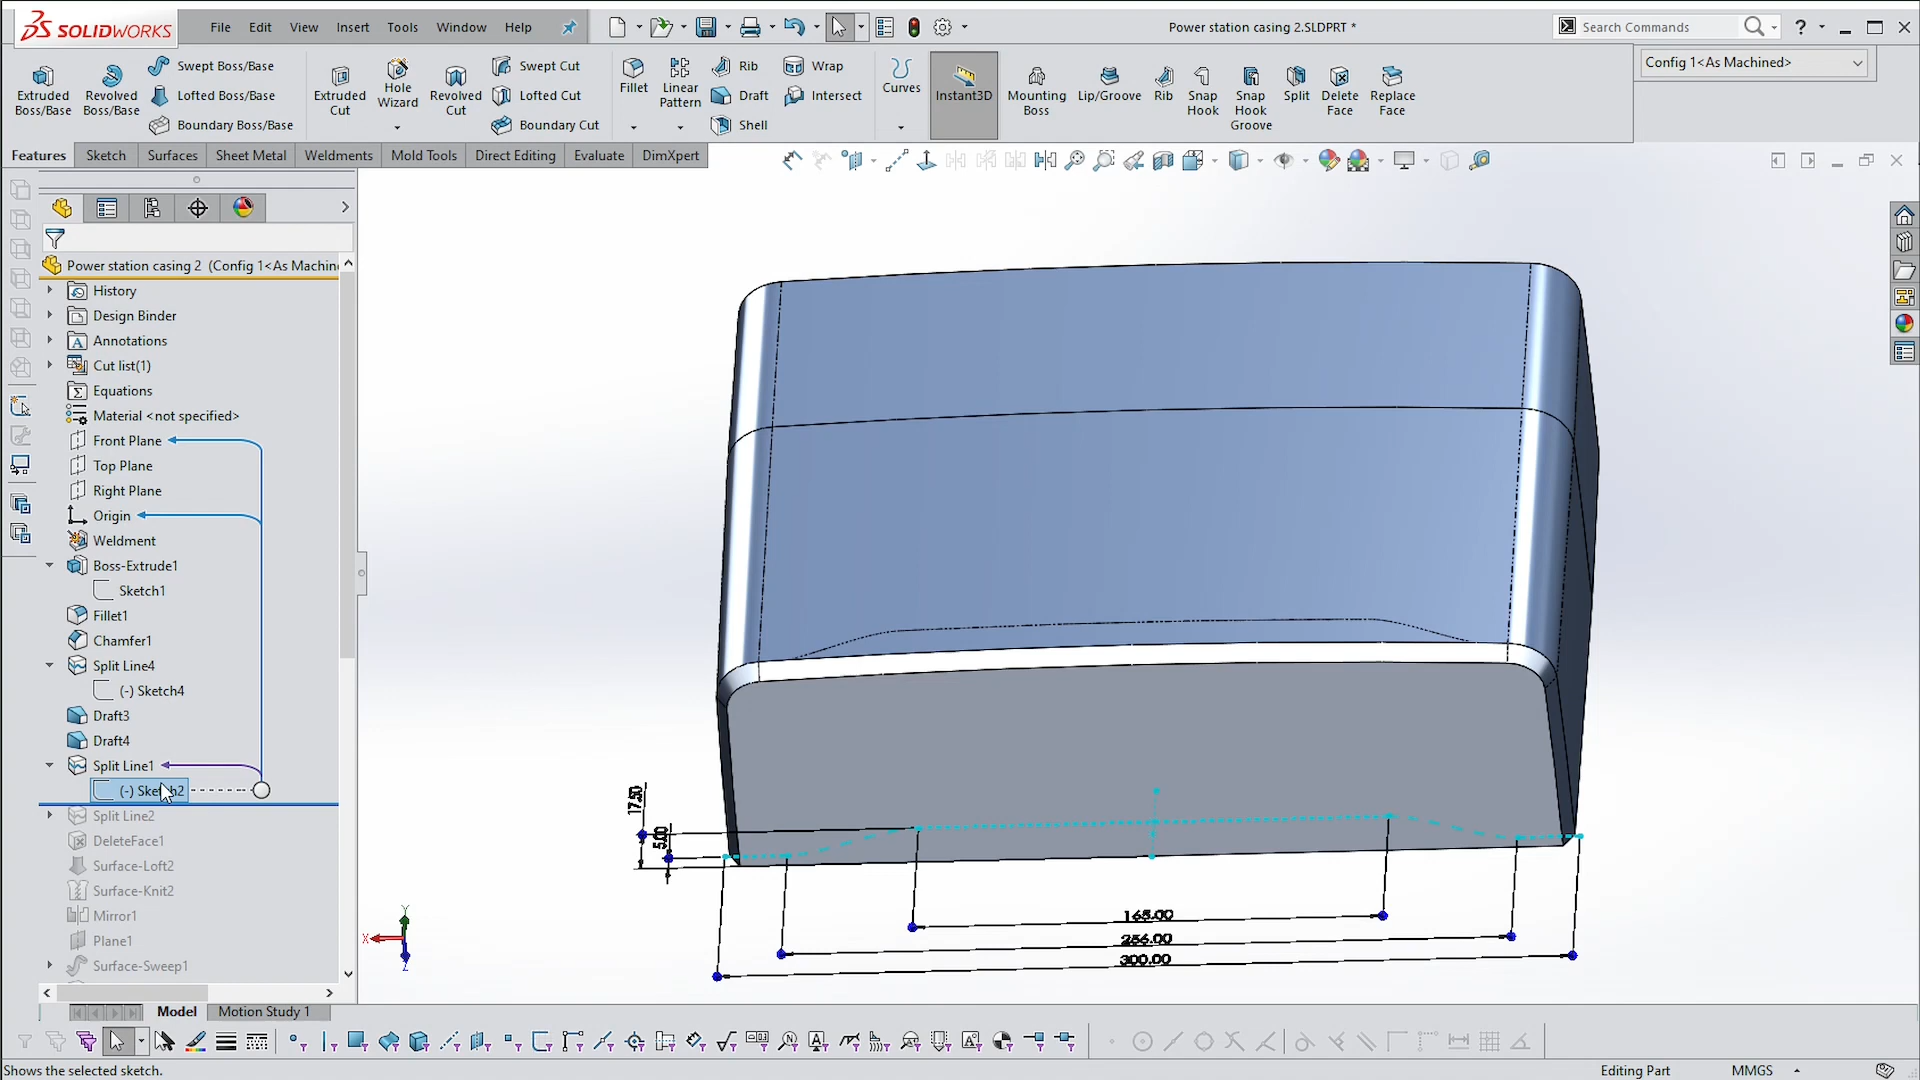 SOLIDWORKS
File Edit View Insert Tools Window Help
Power station casing 2.SLDPRT *
Search Commands
?
Config 1<As Machined>
Extruded Boss/Base
Revolved Boss/Base
Swept Boss/Base
Lofted Boss/Base
Boundary Boss/Base
Extruded Cut
Hole Wizard
Revolved Cut
Swept Cut
Lofted Cut
Boundary Cut
Fillet
Linear Pattern
Rib
Draft
Shell
Wrap
Intersect
Curves
Instant3D
Mounting Boss
Lip/Groove
Rib
Snap Hook
Snap Hook Groove
Split
Delete Face
Replace Face
Features Sketch Surfaces Sheet Metal Weldments Mold Tools Direct Editing Evaluate DimXpert
Power station casing 2 (Config 1<As Machin
History
Design Binder
Annotations
Cut list(1)
Equations
Material <not specified>
Front Plane
Top Plane
Right Plane
Origin
Weldment
Boss-Extrude1
Sketch1
Fillet1
Chamfer1
Split Line4
(-) Sketch4
Draft3
Draft4
Split Line1
(-) Sketch2
Split Line2
DeleteFace1
Surface-Loft2
Surface-Knit2
Mirror1
Plane1
Surface-Sweep1
17.50
5.00
165.00
256.00
300.00
Y
X
Z
Model Motion Study 1
Shows the selected sketch.
Editing Part
MMGS